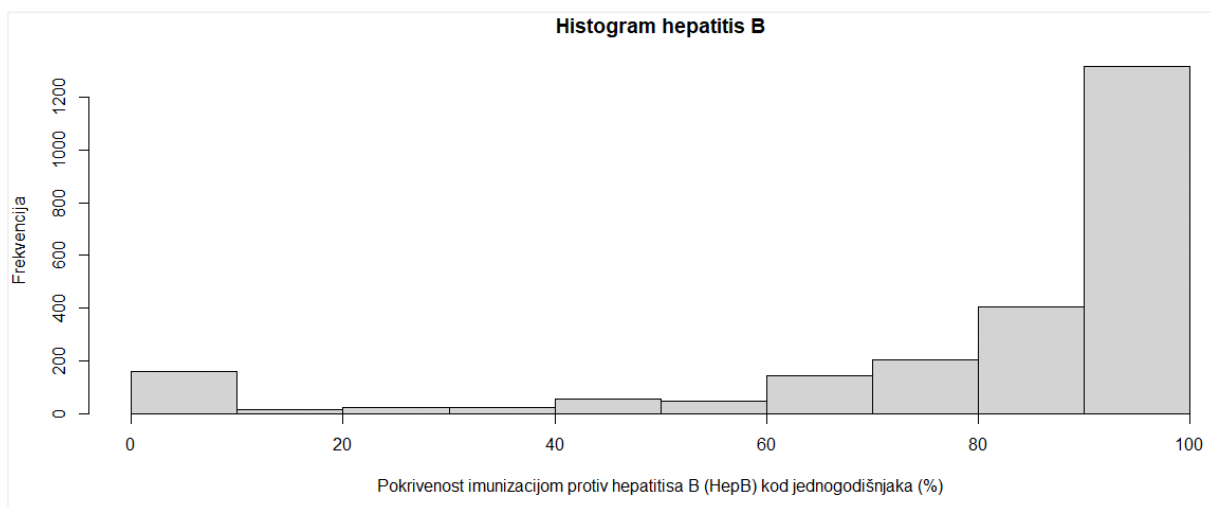 Histogram hepatitis B
Frekvencija
1200
1000
800
600
400
200
0
0 20 40 60 80 100
Pokrivenost imunizacijom protiv hepatitisa B (HepB) kod jednogodišnjaka (%)